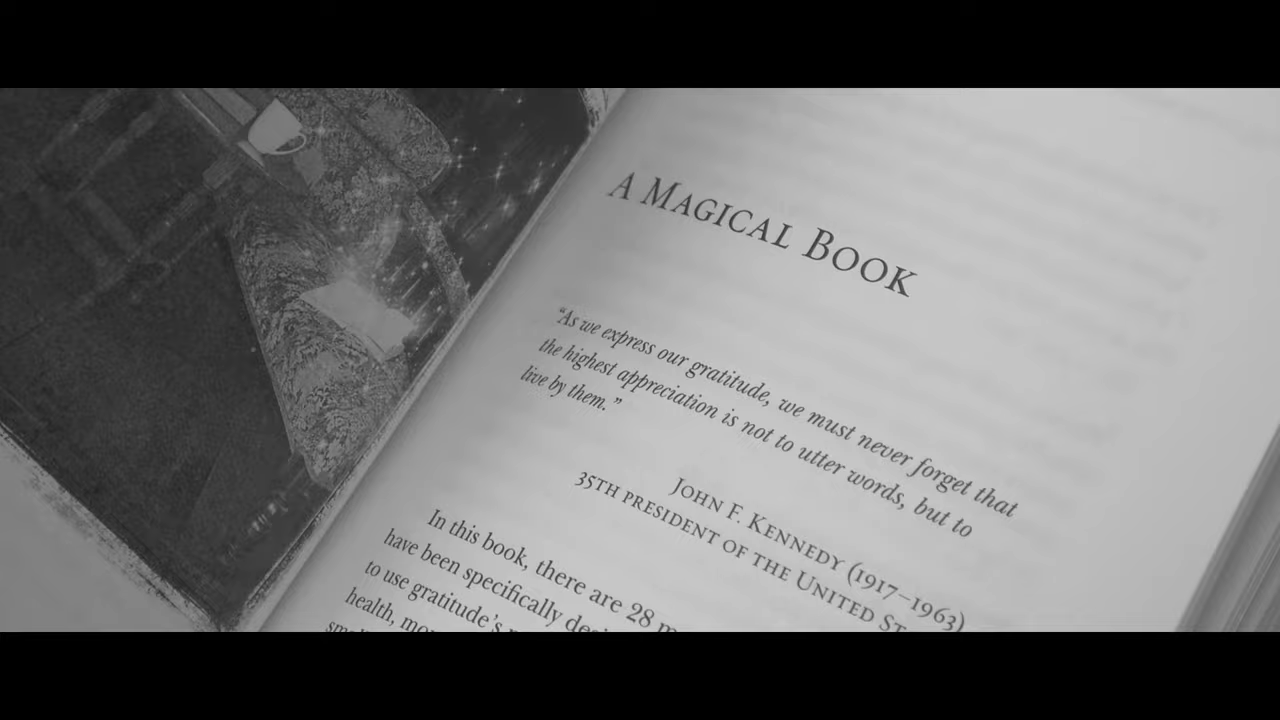 A MAGICAL BOOK
“As we express our gratitude, we must never forget that
the highest appreciation is not to utter words, but to
live by them.”
JOHN F. KENNEDY (1917–1963)
35TH PRESIDENT OF THE UNITED
In this book, there are 28
have been specifically
to use gratitude’s
health,